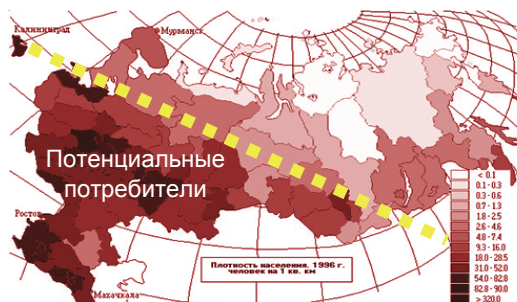 Калининград
Мурманск
Потенциальные
потребители
Ростов
Махачкала
Плотность населения, 1996 г.
человек на 1 кв. км
< 0.1
0.1-0.3
0.3-0.6
0.7-1.3
1.8-2.5
2.6-4.6
4.8-7.4
9.3-16.0
18.0-28.5
31.0-52.0
54.0-82.8
82.8-90.0
> 320.0